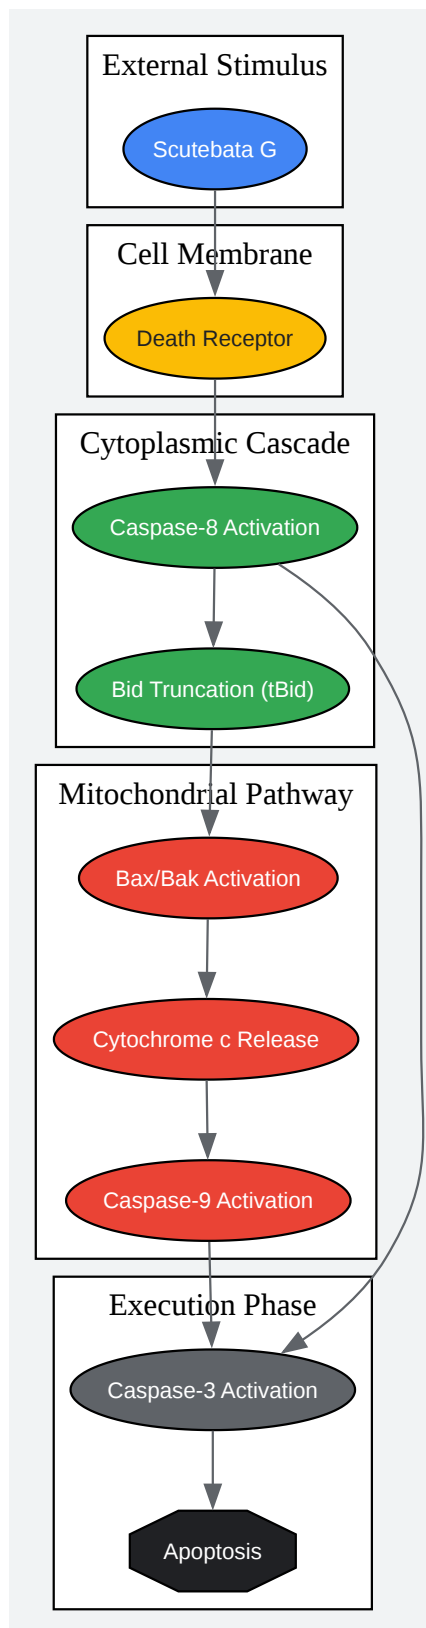 External Stimulus
Scutebata G
Cell Membrane
Death Receptor
Cytoplasmic Cascade
Caspase-8 Activation
Bid Truncation (tBid)
Mitochondrial Pathway
Bax/Bak Activation
Cytochrome c Release
Caspase-9 Activation
Execution Phase
Caspase-3 Activation
Apoptosis